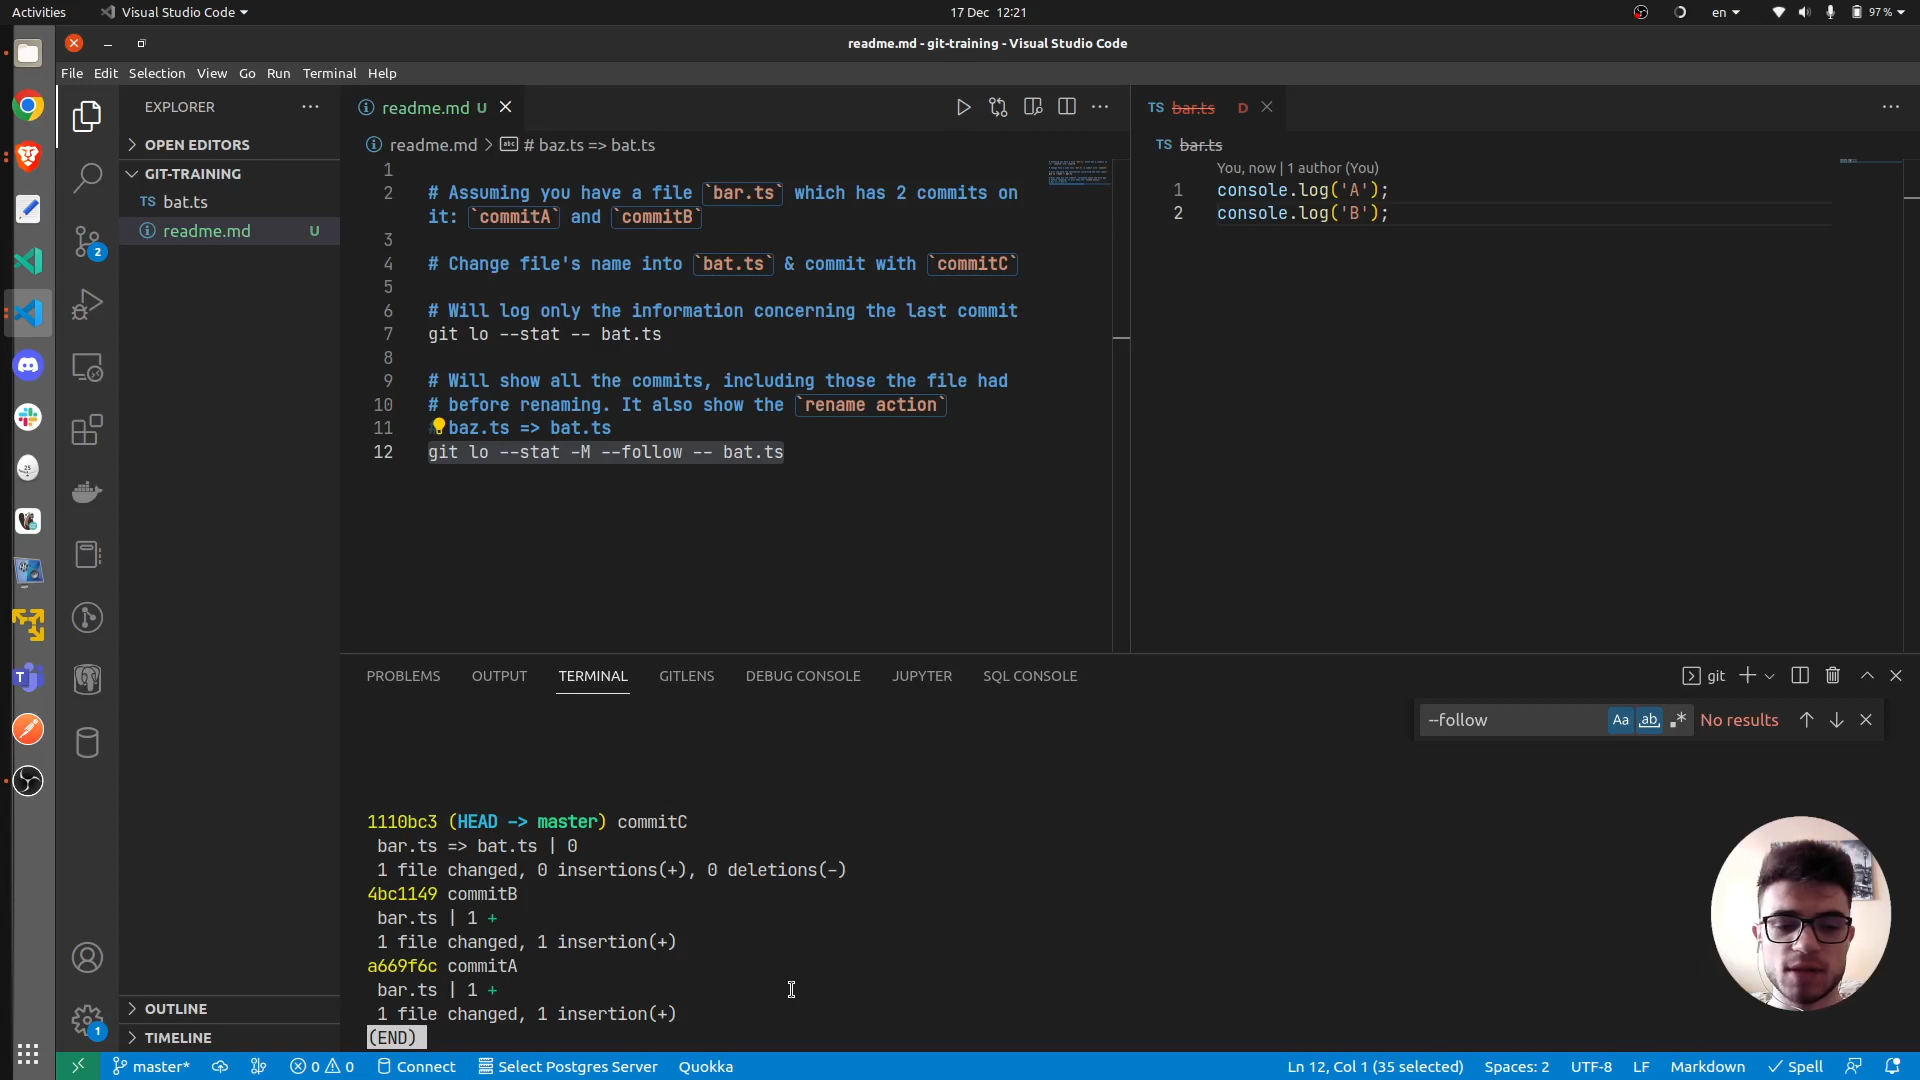 Activities
Visual Studio Code
17 Dec 12:21
en
97 %
readme.md - git-training - Visual Studio Code
File Edit Selection View Go Run Terminal Help
EXPLORER
OPEN EDITORS
GIT-TRAINING
TS bat.ts
readme.md U
2
1
OUTLINE
TIMELINE
readme.md U
readme.md > # baz.ts => bat.ts
1
2 # Assuming you have a file `bar.ts` which has 2 commits on
it: `commitA` and `commitB`
3
4 # Change file's name into `bat.ts` & commit with `commitC`
5
6 # Will log only the information concerning the last commit
7 git lo --stat -- bat.ts
8
9 # Will show all the commits, including those the file had
10 # before renaming. It also show the `rename action`
11 # baz.ts => bat.ts
12 git lo --stat -M --follow -- bat.ts
TS bar.ts D
TS bar.ts
You, now | 1 author (You)
1 console.log('A');
2 console.log('B');
PROBLEMS OUTPUT TERMINAL GITLENS DEBUG CONSOLE JUPYTER SQL CONSOLE
git
--follow Aa ab No results
1110bc3 (HEAD -> master) commitC
bar.ts => bat.ts | 0
1 file changed, 0 insertions(+), 0 deletions(-)
4bc1149 commitB
bar.ts | 1 +
1 file changed, 1 insertion(+)
a669f6c commitA
bar.ts | 1 +
1 file changed, 1 insertion(+)
(END)
master* 0 0 Connect Select Postgres Server Quokka Ln 12, Col 1 (35 selected) Spaces: 2 UTF-8 LF Markdown Spell